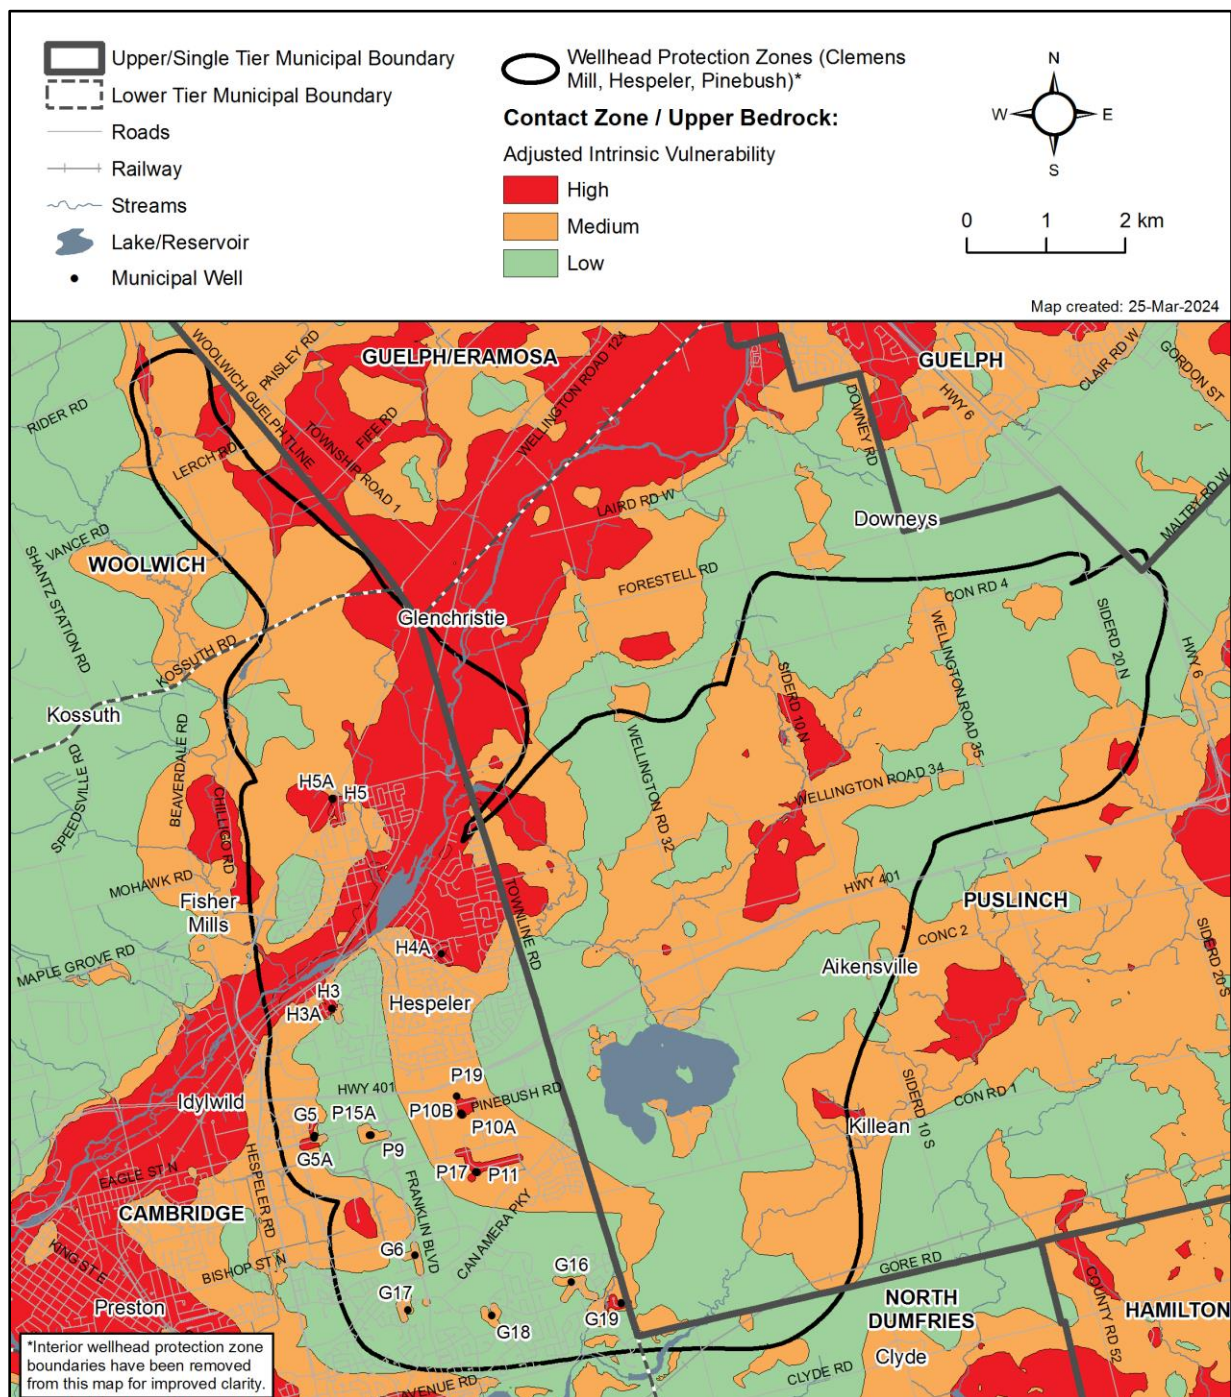 Upper/Single Tier Municipal Boundary
Lower Tier Municipal Boundary
Roads
Railway
Streams
Lake/Reservoir
Municipal Well
Wellhead Protection Zones (Clemens
Mill, Hespeler, Pinebush)*
Contact Zone / Upper Bedrock:
Adjusted Intrinsic Vulnerability
High
Medium
Low
N
W
E
S
0 1 2 km
Map created: 25-Mar-2024
GUELPH/ERAMOSA
GUELPH
WOOLWICH GUELPH TLINE
PAISLEY RD
WELLINGTON ROAD 124
CLAIR RD W
GORDON ST
HWY 6
DOWNEY RD
RIDER RD
LERCH RD
TOWNSHIP ROAD 1
FIFE RD
LAIRD RD W
Downeys
MALTBY RD W
VANCE RD
SHANTZ STATION RD
WOOLWICH
FORESTELL RD
CON RD 4
Glenchristie
KOSSUTH RD
SIDERD 20 N
HWY 6
WELLINGTON ROAD 35
Kossuth
SIDERD 10 N
BEAVERDALE RD
SPEEDSVILLE RD
WELLINGTON RD 32
WELLINGTON ROAD 34
H5A
H5
CHILLIGO RD
MOHAWK RD
Fisher
Mills
TOWNLINE RD
HWY 401
PUSLINCH
CONC 2
SIDERD 20 S
MAPLE GROVE RD
H4A
Aikensville
H3
H3A
Hespeler
HWY 401
P19
PINEBUSH RD
P10B
P10A
Idylwild
G5
P15A
G5A
P9
SIDERD 10 S
CON RD 1
Killean
EAGLE ST N
HESPELER RD
P17
P11
CAMBRIDGE
FRANKLIN BLVD
CANAMERA PKY
KING ST E
BISHOP ST N
G6
G16
GORE RD
COUNTY RD 52
G17
G18
G19
NORTH
DUMFRIES
HAMILTON
Preston
Clyde
CLYDE RD
AVENUE RD
*Interior wellhead protection zone
boundaries have been removed
from this map for improved clarity.